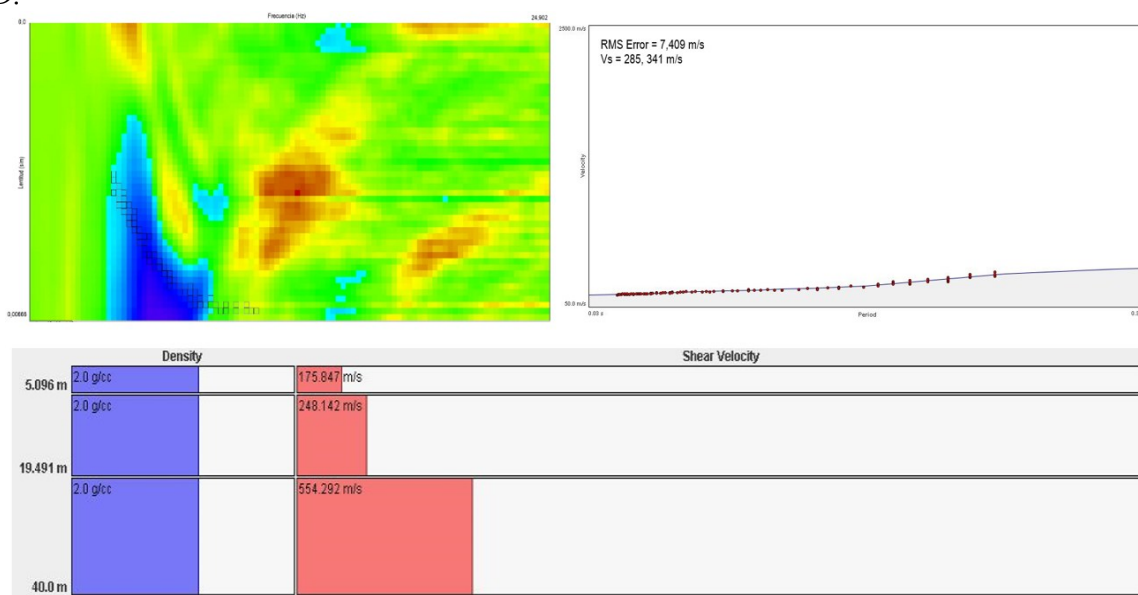 Frecuencia (Hz)
0.0
24.902
Lentitud (s/m)
0.00665
2500.0 m/s
RMS Error = 7,409 m/s
Vs = 285, 341 m/s
Velocity
50.0 m/s
0.03 s
Period
Density
Shear Velocity
5.096 m
2.0 g/cc
175.847 m/s
2.0 g/cc
248.142 m/s
19.491 m
2.0 g/cc
554.292 m/s
40.0 m